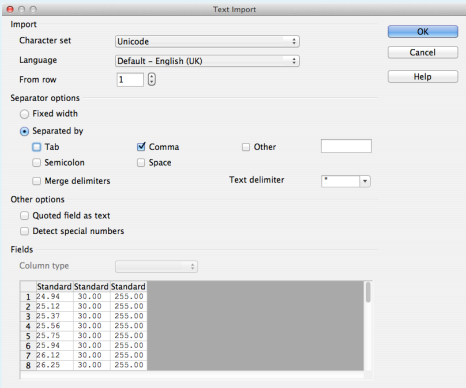 Text Import
Import
OK
Character set Unicode
Cancel
Language Default – English (UK)
From row 1
Help
Separator options
Fixed width
Separated by
Tab Comma Other
Semicolon Space
Merge delimiters Text delimiter "
Other options
Quoted field as text
Detect special numbers
Fields
Column type
Standard Standard Standard
1 24.94 30.00 255.00
2 25.12 30.00 255.00
3 25.37 30.00 255.00
4 25.56 30.00 255.00
5 25.75 30.00 255.00
6 25.94 30.00 255.00
7 26.12 30.00 255.00
8 26.25 30.00 255.00